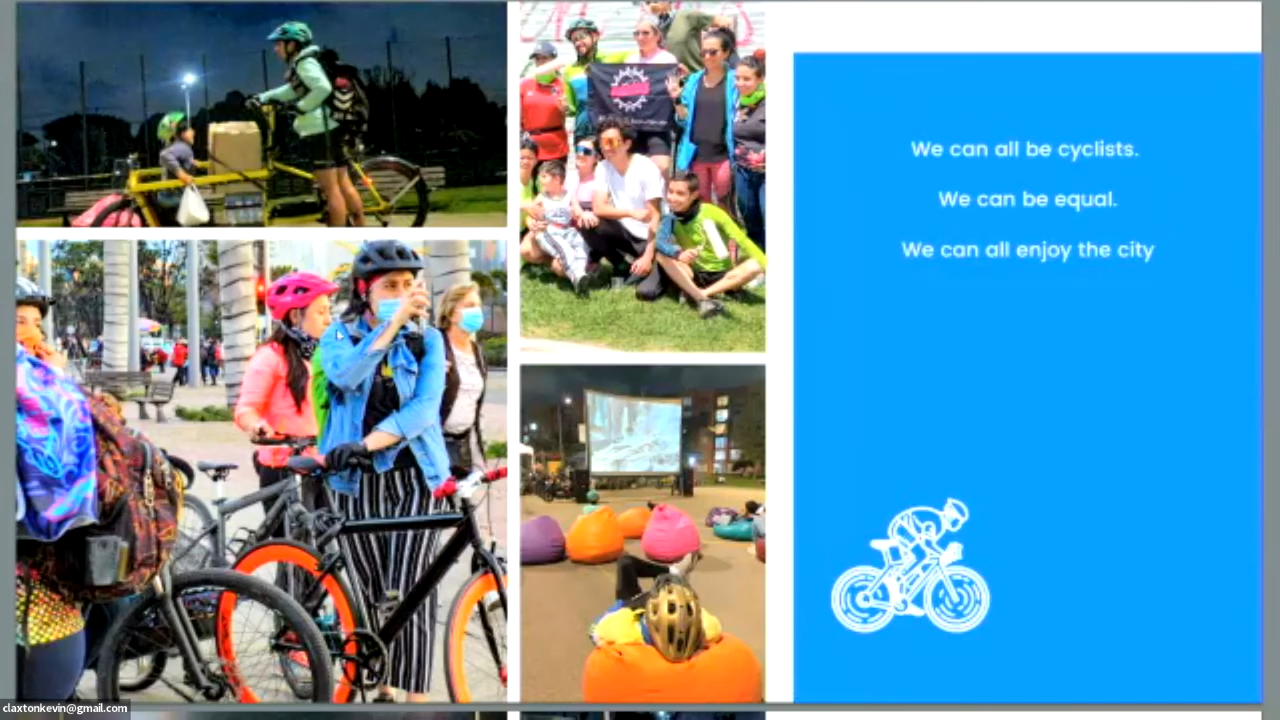 We can all be cyclists.
We can be equal.
We can all enjoy the city
claxtonkevin@gmail.com